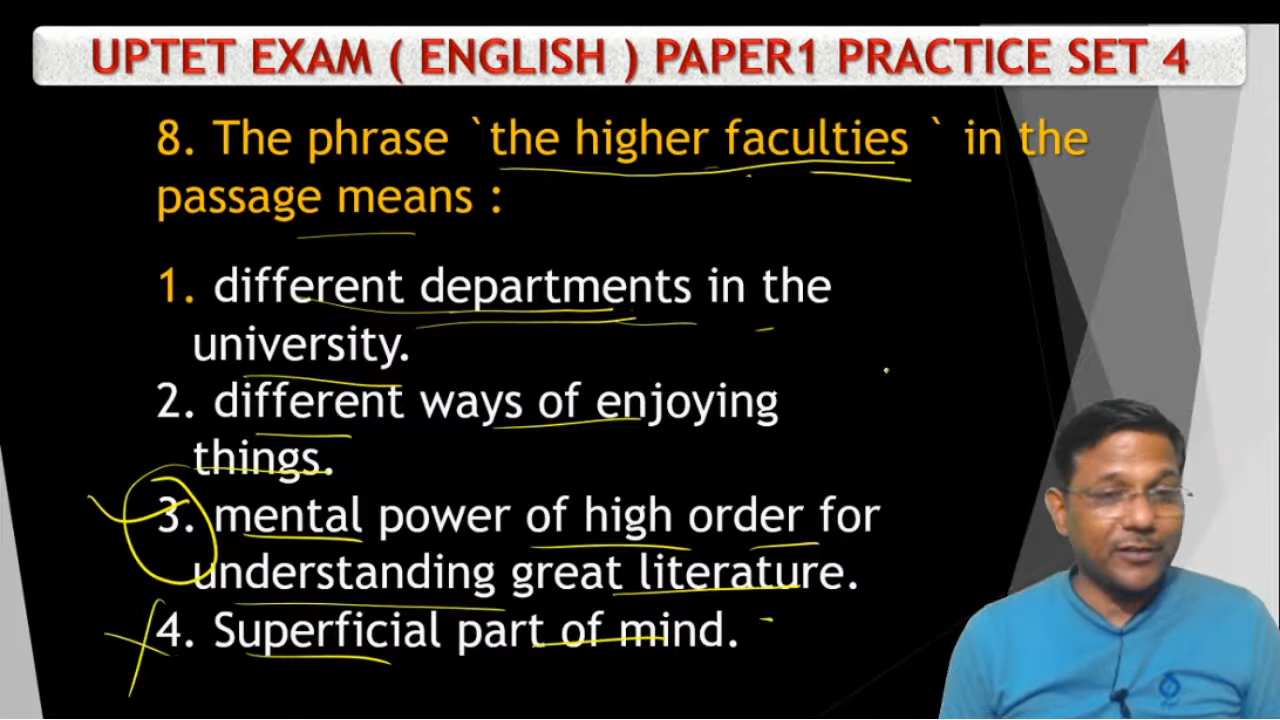 UPTET EXAM ( ENGLISH ) PAPER1 PRACTICE SET 4
8. The phrase `the higher faculties ` in the
passage means :
1. different departments in the
university.
2. different ways of enjoying
things.
3. mental power of high order for
understanding great literature.
4. Superficial part of mind.